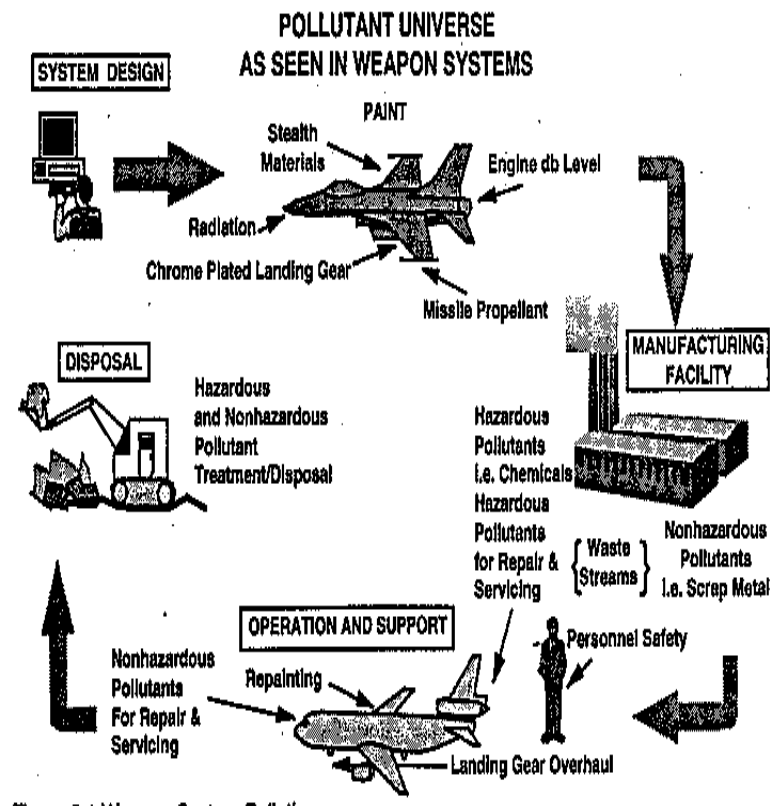 POLLUTANT UNIVERSE
AS SEEN IN WEAPON SYSTEMS
SYSTEM DESIGN
PAINT
Stealth
Materials
Engine db Level
Radiation
Chrome Plated Landing Gear
Missile Propellant
MANUFACTURING
FACILITY
DISPOSAL
Hazardous
and Nonhazardous
Pollutant
Treatment/Disposal
Hazardous
Pollutants
i.e. Chemicals
Hazardous
Pollutants
for Repair &
Servicing
{ Waste
Streams }
Nonhazardous
Pollutants
i.e. Scrap Metal
OPERATION AND SUPPORT
Personnel Safety
Nonhazardous
Pollutants
For Repair &
Servicing
Repainting
Landing Gear Overhaul